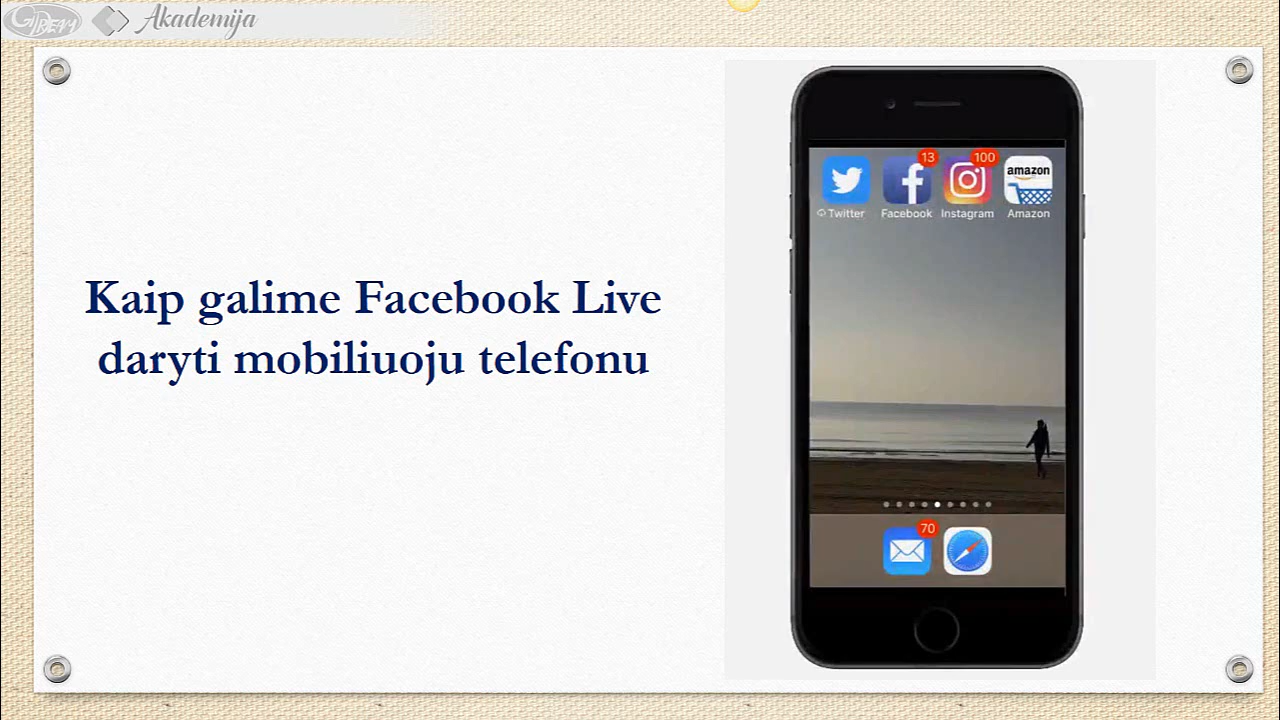 Akademija
Kaip galime Facebook Live
daryti mobiliuoju telefonu
13
100
amazon
Twitter
Facebook
Instagram
Amazon
70